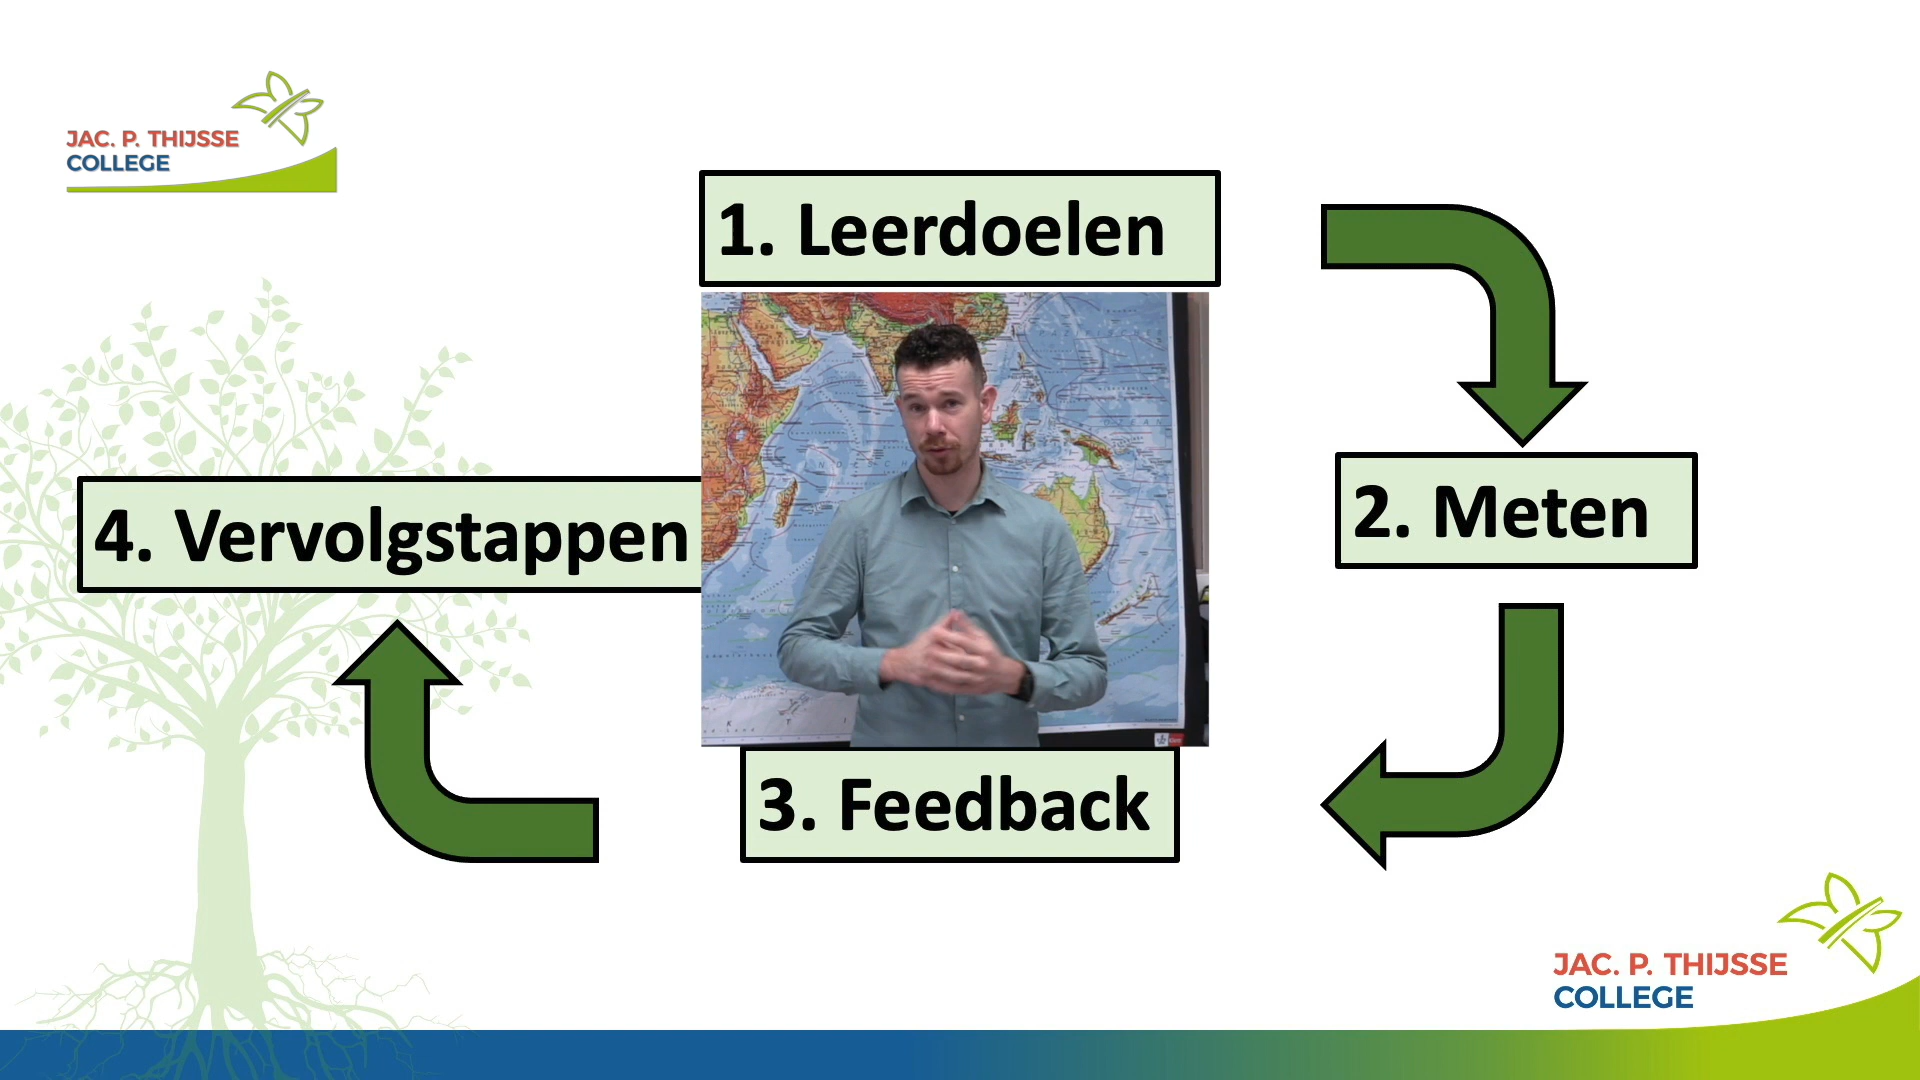 JAC. P. THIJSSE
COLLEGE
1. Leerdoelen
2. Meten
4. Vervolgstappen
3. Feedback
JAC. P. THIJSSE
COLLEGE